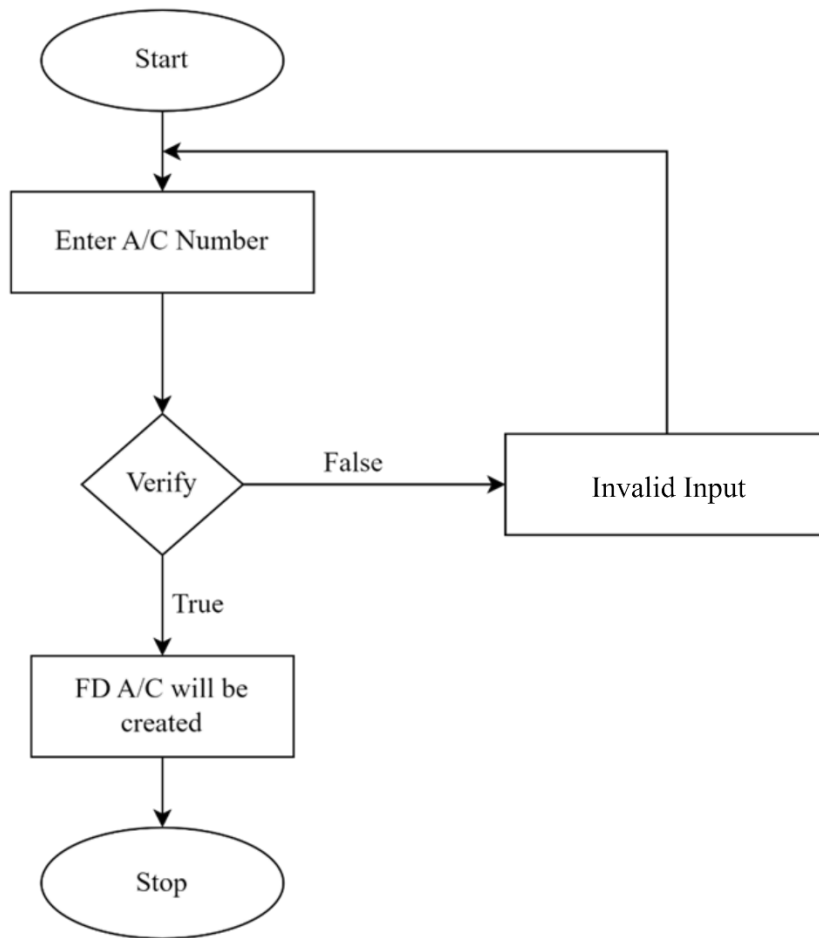 Start
Enter A/C Number
Verify
False
Invalid Input
True
FD A/C will be
created
Stop